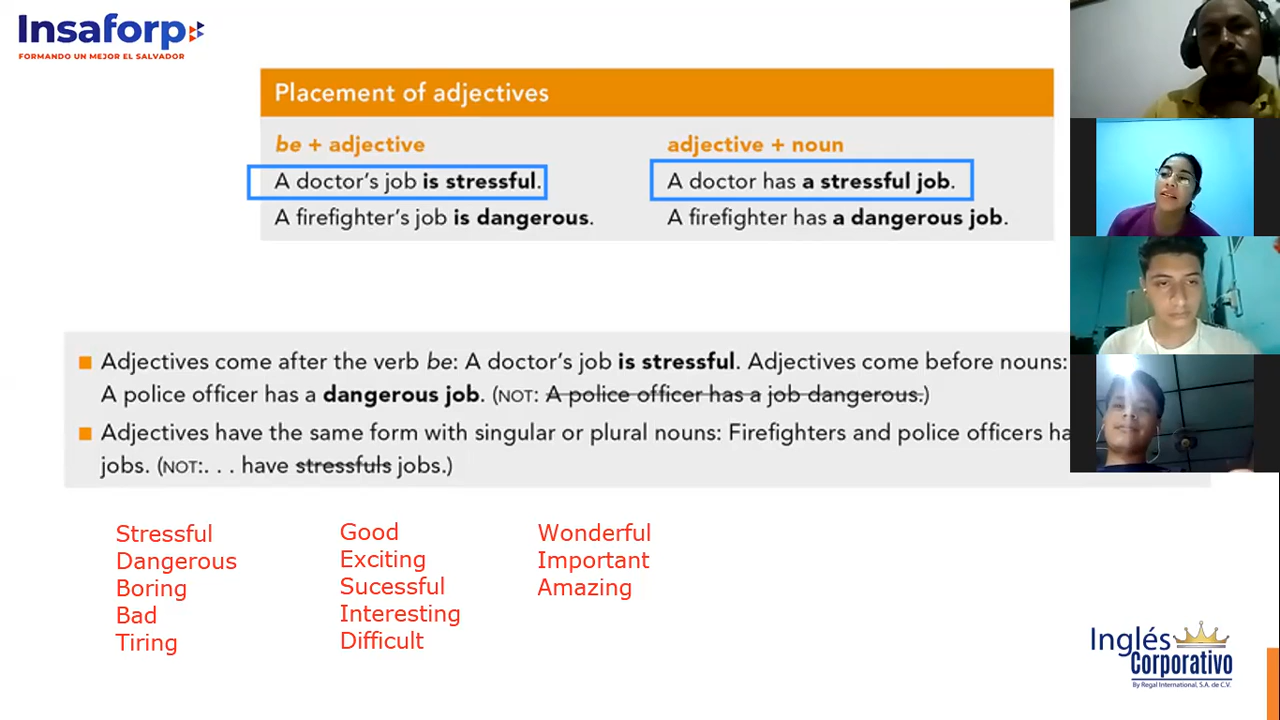 Insaforp
FORMANDO UN MEJOR EL SALVADOR
Placement of adjectives
be + adjective
A doctor's job is stressful.
A firefighter's job is dangerous.
adjective + noun
A doctor has a stressful job.
A firefighter has a dangerous job.
Adjectives come after the verb be: A doctor's job is stressful. Adjectives come before nouns:
A police officer has a dangerous job. (NOT: A police officer has a job dangerous.)
Adjectives have the same form with singular or plural nouns: Firefighters and police officers ha
jobs. (NOT:. . . have stressfuls jobs.)
Stressful
Dangerous
Boring
Bad
Tiring
Good
Exciting
Sucessful
Interesting
Difficult
Wonderful
Important
Amazing
Inglés
Corporativo
By Regal International, S.A. de C.V.